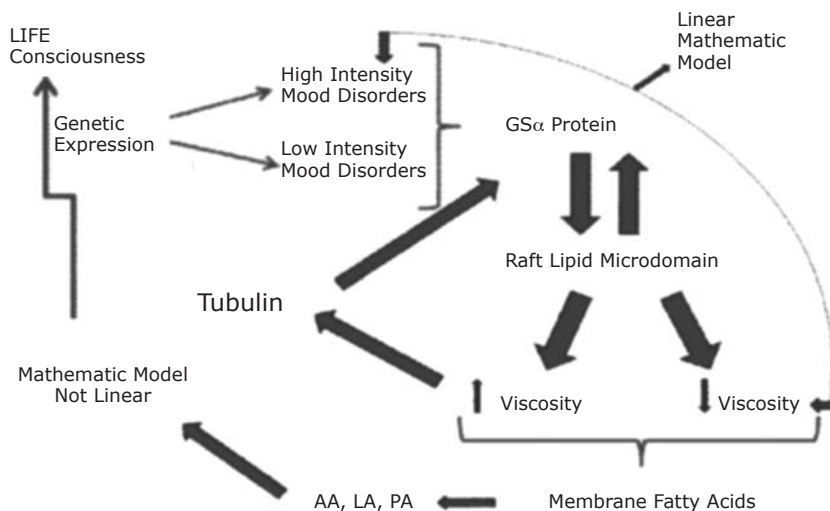 LIFE
Consciousness
Linear
Mathematic
Model
High Intensity
Mood Disorders
Genetic
Expression
GSα Protein
Low Intensity
Mood Disorders
Raft Lipid Microdomain
Tubulin
Mathematic Model
Not Linear
Viscosity
Viscosity
AA, LA, PA
Membrane Fatty Acids